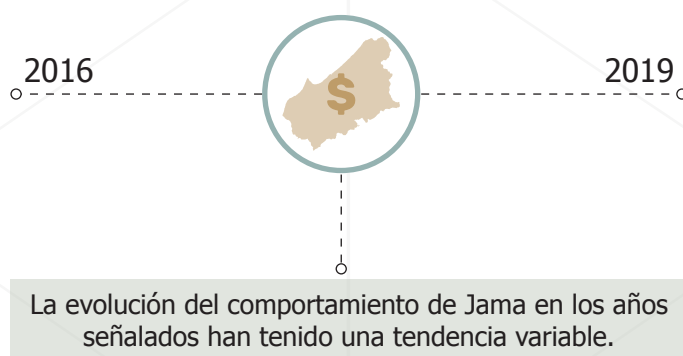 2016
2019
$
La evolución del comportamiento de Jama en los años
señalados han tenido una tendencia variable.